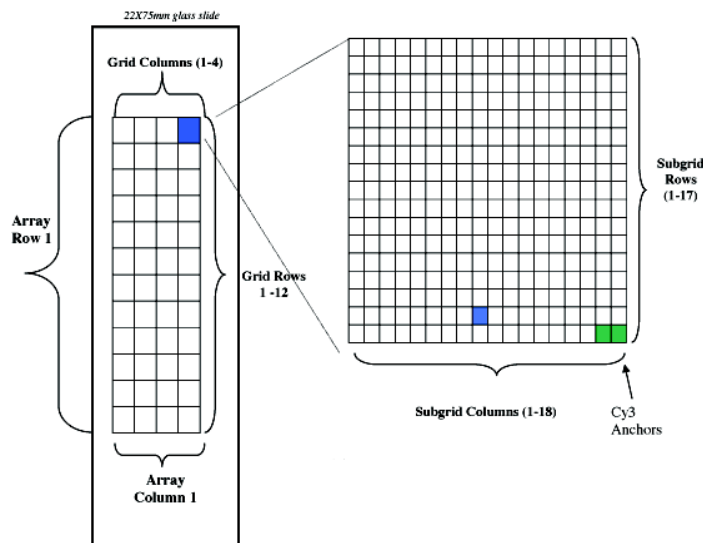 22X75mm glass slide
Grid Columns (1-4)
Array
Row 1
Grid Rows
1 -12
Array
Column 1
Subgrid
Rows
(1-17)
Subgrid Columns (1-18)
Cy3
Anchors